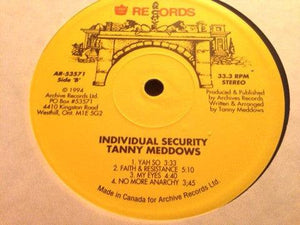 RECORDS
AR-53571
Side 'B'
33.3 RPM
STEREO
© 1994
Archive Records Ltd.
PO Box #53571
4410 Kingston Road
Westhill, Ont. M1E 5G2
Produced & Published
by Archives Records
Written & Arranged
by Tanny Meddows
INDIVIDUAL SECURITY
TANNY MEDDOWS
1. YAH SO 3:33
2. FAITH & RESISTANCE 5:10
3. MY EYES 4:40
4. NO MORE ANARCHY 3:45
Made in Canada for Archive Records Ltd.